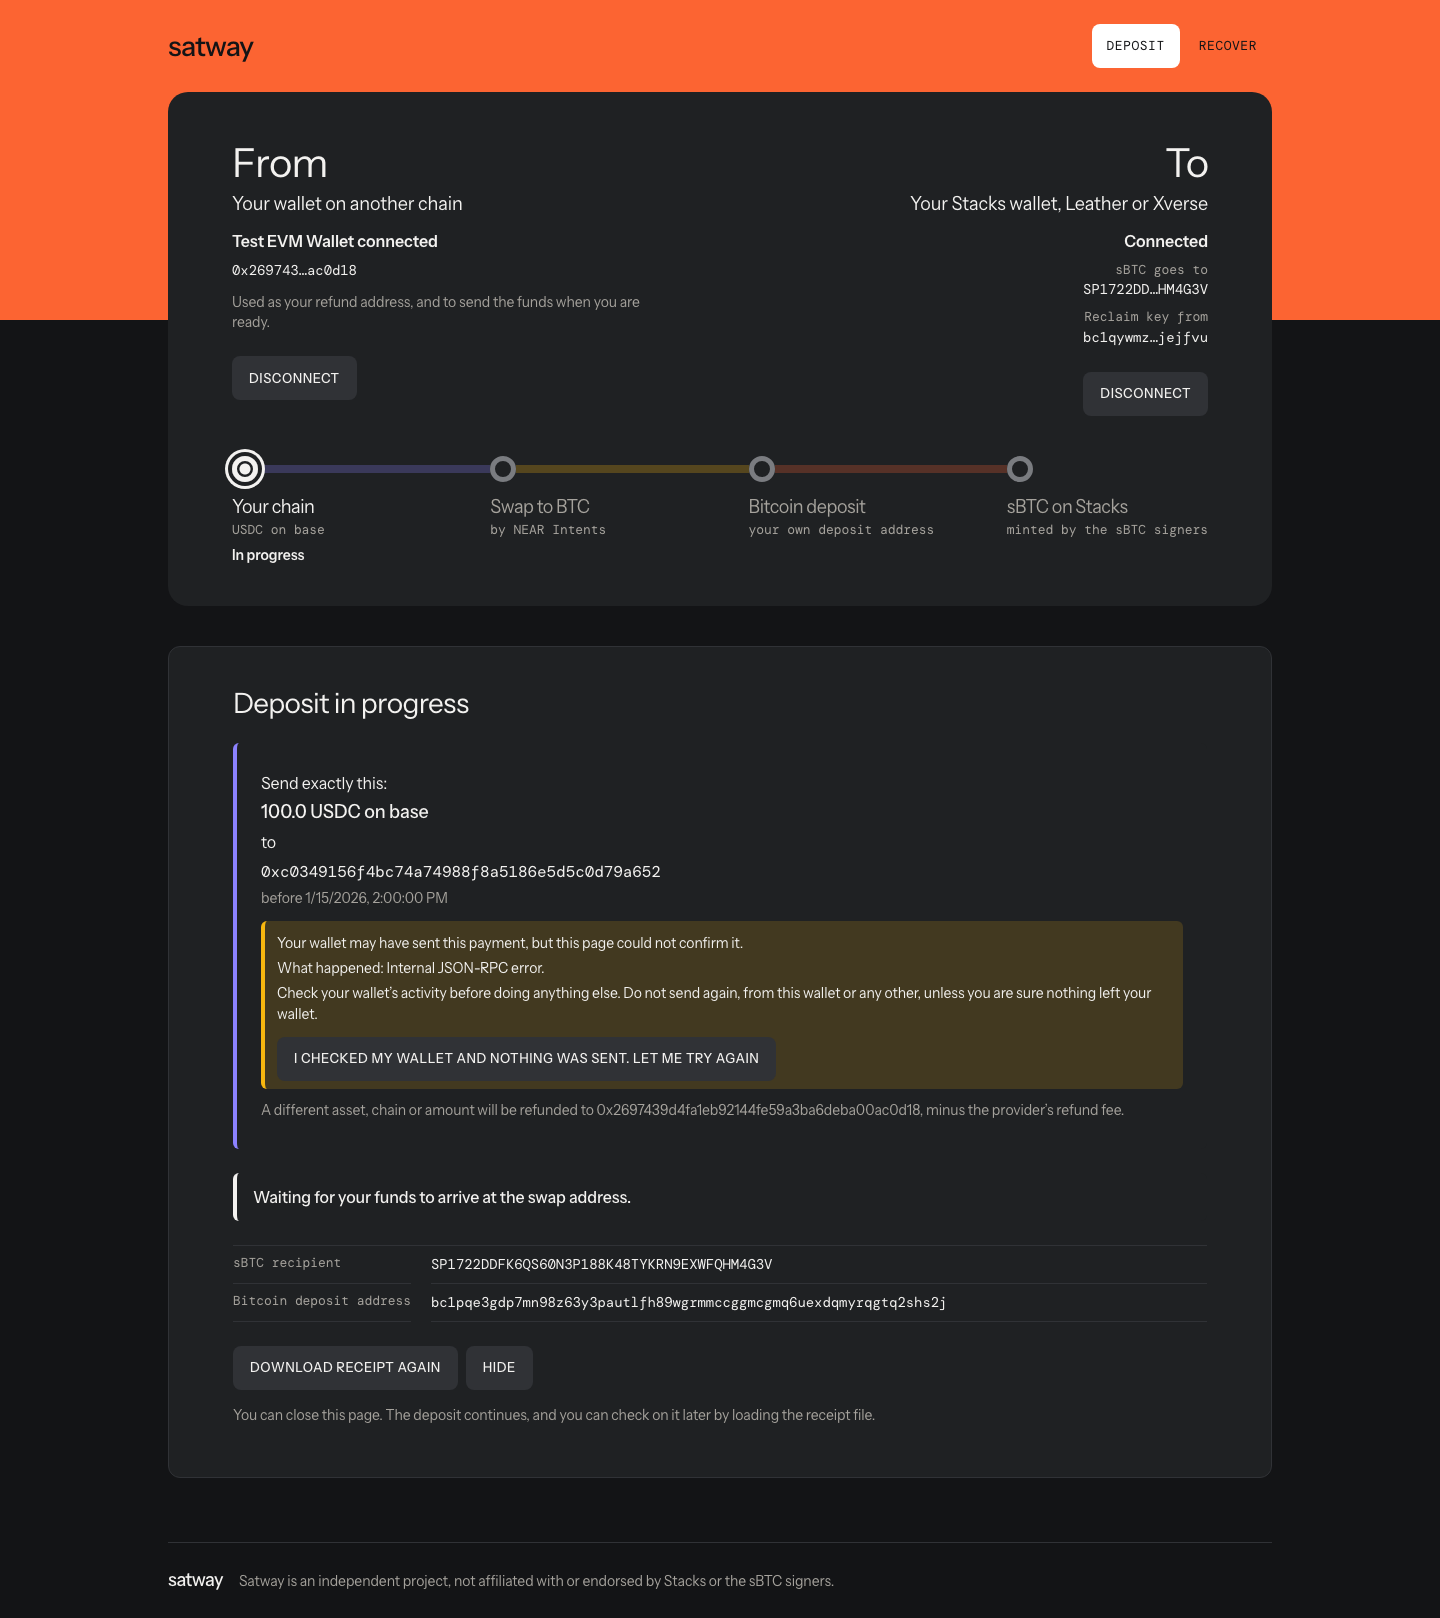 satway
DEPOSIT
RECOVER
From
Your wallet on another chain
Test EVM Wallet connected
0x269743…ac0d18
Used as your refund address, and to send the funds when you are
ready.
DISCONNECT
To
Your Stacks wallet, Leather or Xverse
Connected
sBTC goes to
SP1722DD…HM4G3V
Reclaim key from
bc1qywmz…jejfvu
DISCONNECT
Your chain
USDC on base
In progress
Swap to BTC
by NEAR Intents
Bitcoin deposit
your own deposit address
sBTC on Stacks
minted by the sBTC signers
Deposit in progress
Send exactly this:
100.0 USDC on base
to
0xc0349156f4bc74a74988f8a5186e5d5c0d79a652
before 1/15/2026, 2:00:00 PM
Your wallet may have sent this payment, but this page could not confirm it.
What happened: Internal JSON-RPC error.
Check your wallet's activity before doing anything else. Do not send again, from this wallet or any other, unless you are sure nothing left your
wallet.
I CHECKED MY WALLET AND NOTHING WAS SENT. LET ME TRY AGAIN
A different asset, chain or amount will be refunded to 0x2697439d4fa1eb92144fe59a3ba6deba00ac0d18, minus the provider's refund fee.
Waiting for your funds to arrive at the swap address.
sBTC recipient
SP1722DDFK6QS60N3P188K48TYKRN9EXWFQHM4G3V
Bitcoin deposit address
bc1pqe3gdp7mn98z63y3pautlfh89wgrmmccggmcgmq6uexdqmyrqgtq2shs2j
DOWNLOAD RECEIPT AGAIN
HIDE
You can close this page. The deposit continues, and you can check on it later by loading the receipt file.
satway
Satway is an independent project, not affiliated with or endorsed by Stacks or the sBTC signers.